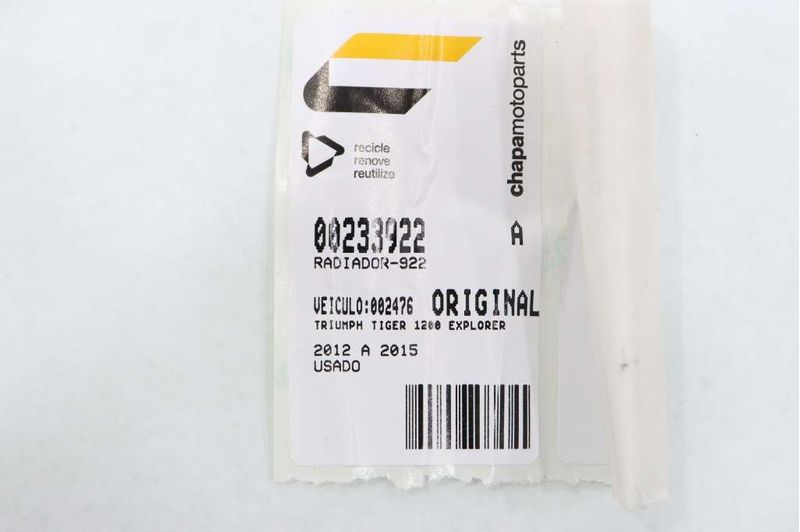 chapamotoparts
recicle
renove
reutilize
00233922 A
RADIADOR-922
VEICULO:002476 ORIGINAL
TRIUMPH TIGER 1200 EXPLORER
2012 A 2015
USADO